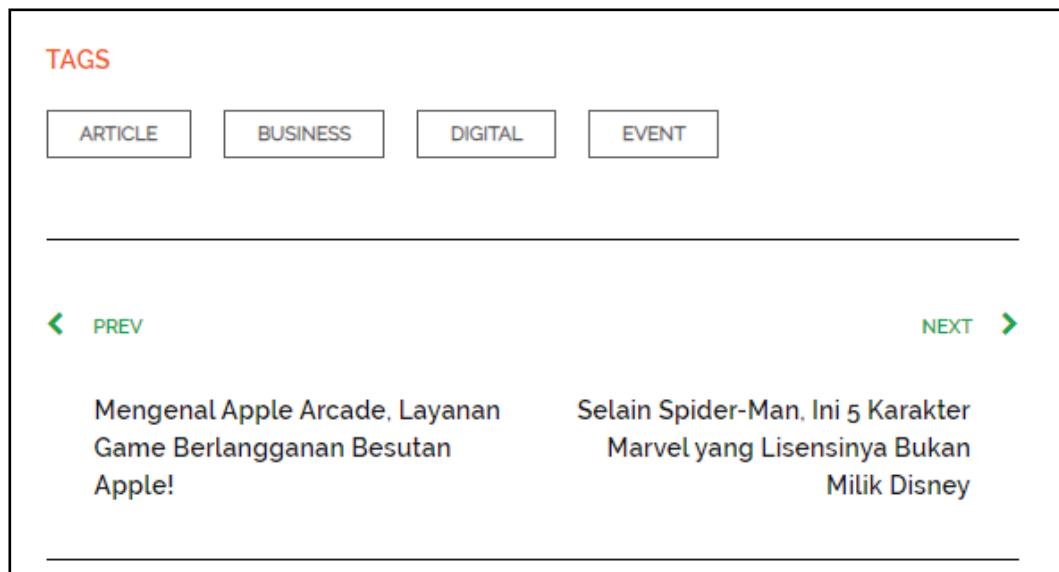 TAGS
ARTICLE
BUSINESS
DIGITAL
EVENT
PREV
Mengenal Apple Arcade, Layanan
Game Berlangganan Besutan
Apple!
NEXT
Selain Spider-Man, Ini 5 Karakter
Marvel yang Lisensinya Bukan
Milik Disney